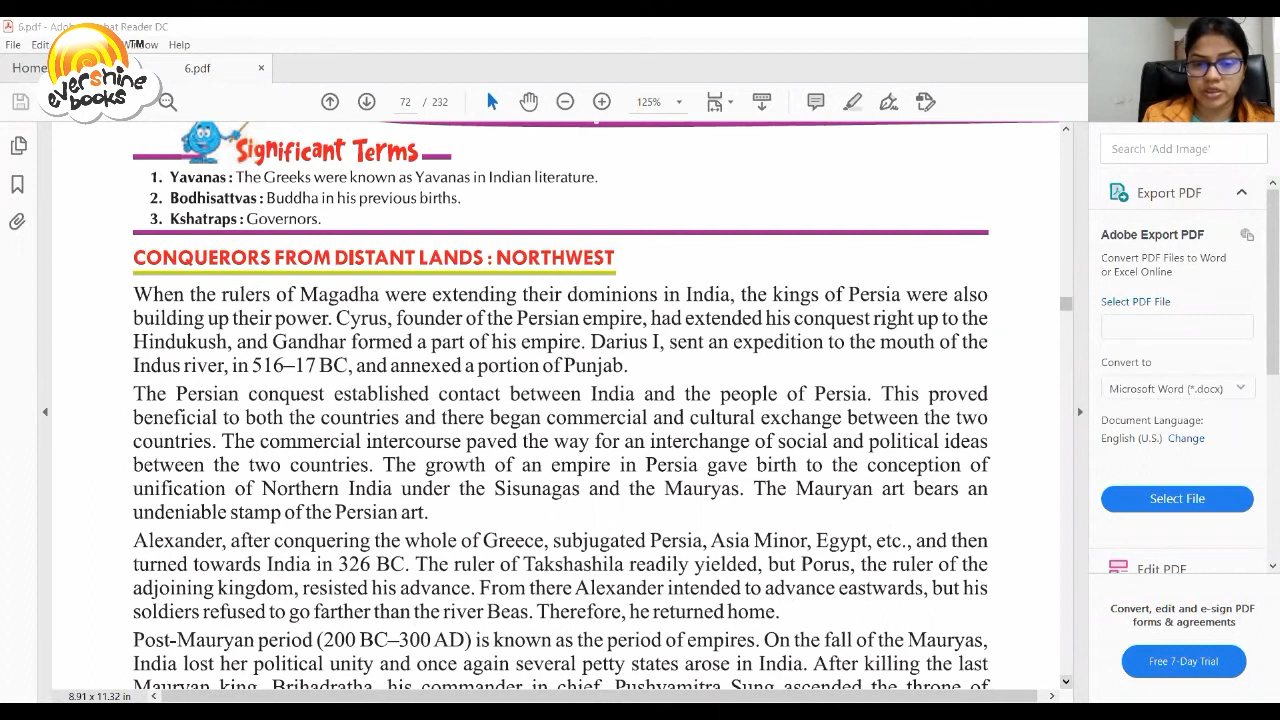 6.pdf - Adobe Acrobat Reader DC
File Edit Window Help
TM
evershine
books
Home
6.pdf ×
72 / 232
125%
Search 'Add Image'
Significant Terms
1. Yavanas : The Greeks were known as Yavanas in Indian literature.
2. Bodhisattvas : Buddha in his previous births.
3. Kshatraps : Governors.
CONQUERORS FROM DISTANT LANDS : NORTHWEST
When the rulers of Magadha were extending their dominions in India, the kings of Persia were also
building up their power. Cyrus, founder of the Persian empire, had extended his conquest right up to the
Hindukush, and Gandhar formed a part of his empire. Darius I, sent an expedition to the mouth of the
Indus river, in 516–17 BC, and annexed a portion of Punjab.
The Persian conquest established contact between India and the people of Persia. This proved
beneficial to both the countries and there began commercial and cultural exchange between the two
countries. The commercial intercourse paved the way for an interchange of social and political ideas
between the two countries. The growth of an empire in Persia gave birth to the conception of
unification of Northern India under the Sisunagas and the Mauryas. The Mauryan art bears an
undeniable stamp of the Persian art.
Alexander, after conquering the whole of Greece, subjugated Persia, Asia Minor, Egypt, etc., and then
turned towards India in 326 BC. The ruler of Takshashila readily yielded, but Porus, the ruler of the
adjoining kingdom, resisted his advance. From there Alexander intended to advance eastwards, but his
soldiers refused to go farther than the river Beas. Therefore, he returned home.
Post-Mauryan period (200 BC–300 AD) is known as the period of empires. On the fall of the Mauryas,
India lost her political unity and once again several petty states arose in India. After killing the last
Mauryan king, Brihadratha, his commander in chief, Pushyamitra Sung ascended the throne of
8.91 x 11.32 in
Export PDF
Adobe Export PDF
Convert PDF Files to Word
or Excel Online
Select PDF File
Convert to
Microsoft Word (*.docx)
Document Language:
English (U.S.) Change
Select File
Edit PDF
Convert, edit and e-sign PDF
forms & agreements
Free 7-Day Trial